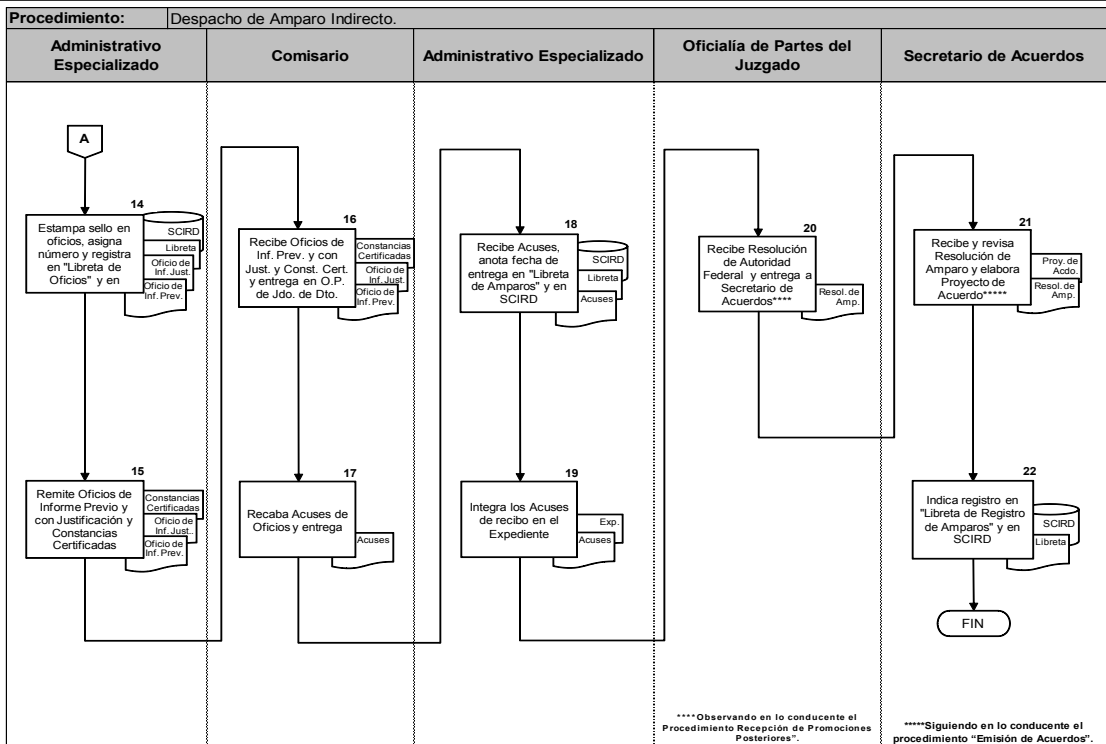 Procedimiento: Despacho de Amparo Indirecto.
Administrativo
Especializado
Comisario
Administrativo Especializado
Oficialía de Partes del
Juzgado
Secretario de Acuerdos
A
14
Estampa sello en
oficios, asigna
número y registra
en "Libreta de
Oficios" y en
SCIRD
Libreta
Oficio de
Inf. Just.
Oficio de
Inf. Prev.
15
Remite Oficios de
Informe Previo y
con Justificación y
Constancias
Certificadas
Constancias
Certificadas
Oficio de
Inf. Just..
Oficio de
Inf. Prev.
16
Recibe Oficios de
Inf. Prev. y con
Just. y Const. Cert.
y entrega en O.P.
de Jdo. de Dto.
Constancias
Certificadas
Oficio de
Inf. Just.
Oficio de
Inf. Prev.
17
Recaba Acuses de
Oficios y entrega
Acuses
18
Recibe Acuses,
anota fecha de
entrega en "Libreta
de Amparos" y en
SCIRD
SCIRD
Libreta
Acuses
19
Integra los Acuses
de recibo en el
Expediente
Exp.
Acuses
20
Recibe Resolución
de Autoridad
Federal y entrega a
Secretario de
Acuerdos****
Resol. de
Amp.
****Observando en lo conducente el
Procedimiento Recepción de Promociones
Posteriores".
21
Recibe y revisa
Resolución de
Amparo y elabora
Proyecto de
Acuerdo*****
Proy. de
Acdo.
Resol. de
Amp.
22
Indica registro en
"Libreta de Registro
de Amparos" y en
SCIRD
SCIRD
Libreta
FIN
*****Siguiendo en lo conducente el
procedimiento “Emisión de Acuerdos”.